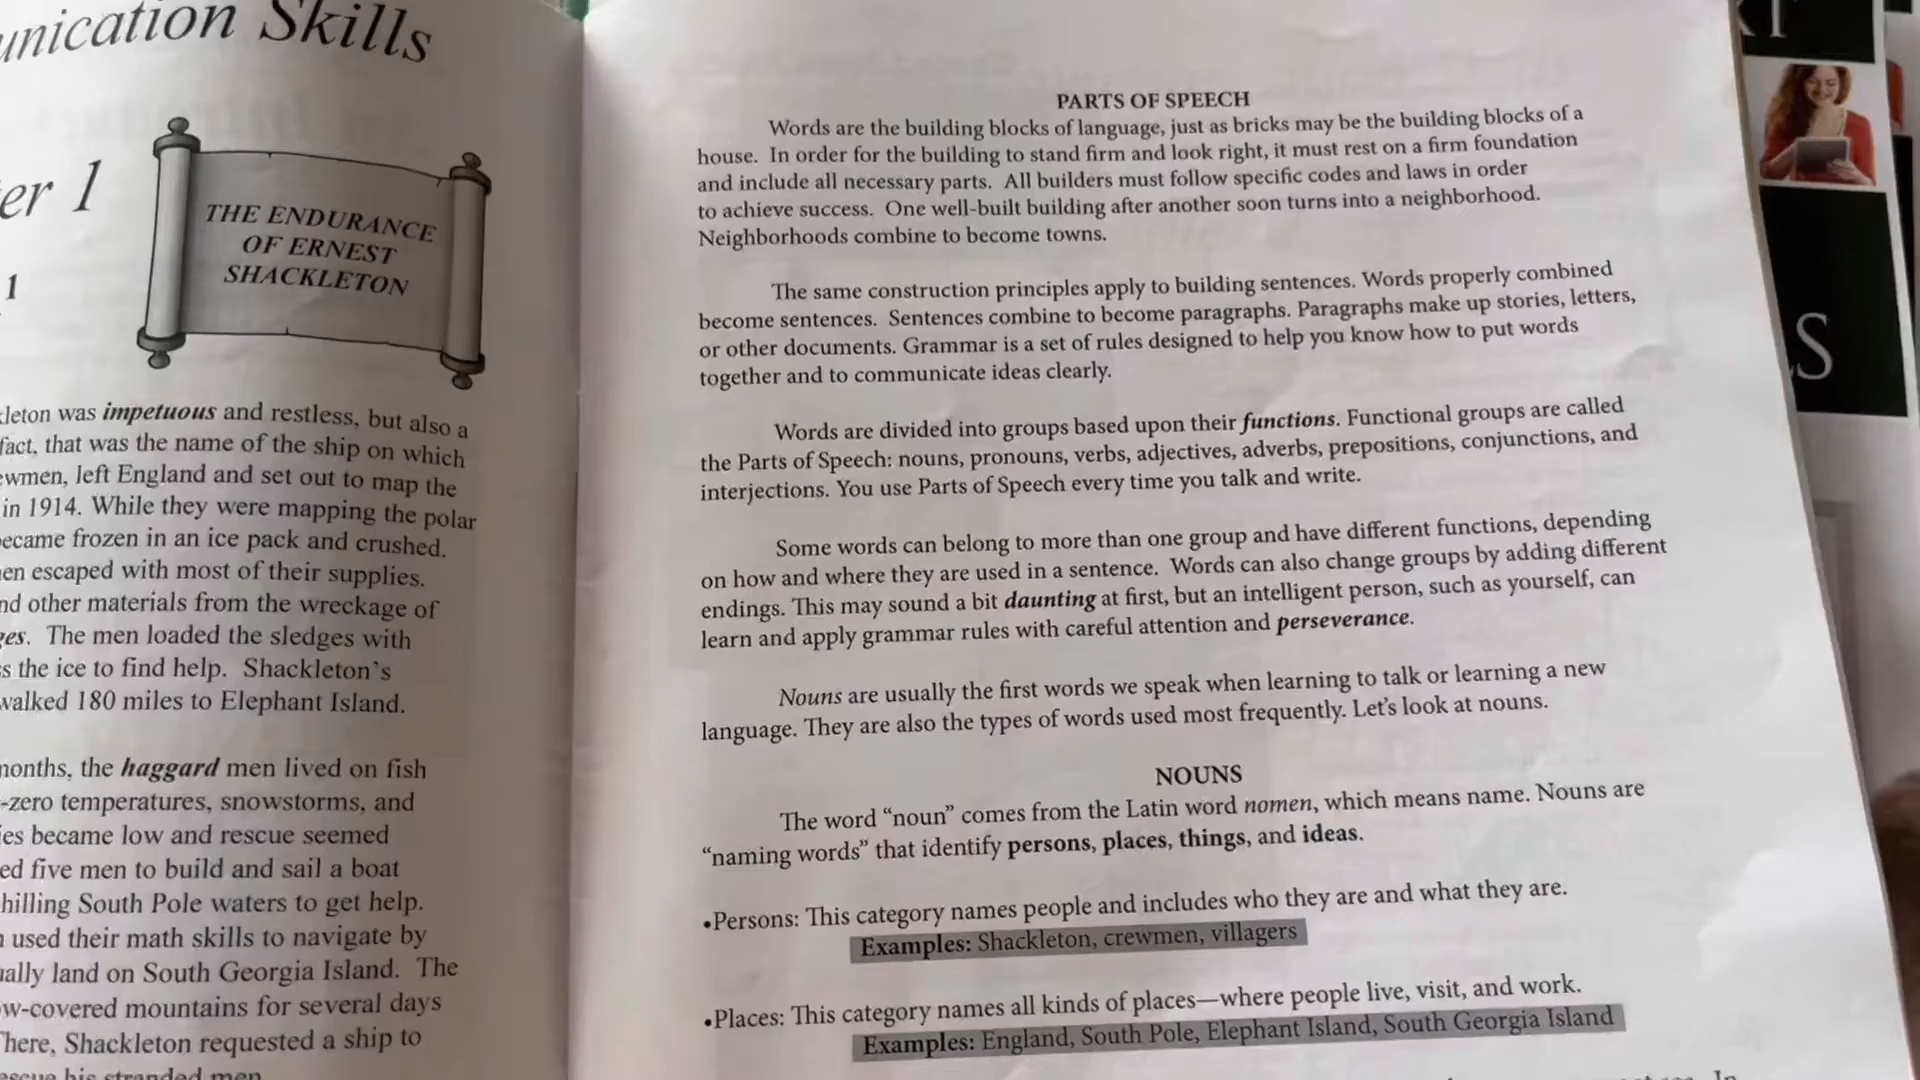 unication Skills
er 1
THE ENDURANCE
OF ERNEST
SHACKLETON
1
kleton was impetuous and restless, but also a
fact, that was the name of the ship on which
ewmen, left England and set out to map the
in 1914. While they were mapping the polar
ecame frozen in an ice pack and crushed.
en escaped with most of their supplies.
nd other materials from the wreckage of
ges. The men loaded the sledges with
s the ice to find help. Shackleton's
walked 180 miles to Elephant Island.
months, the haggard men lived on fish
-zero temperatures, snowstorms, and
ies became low and rescue seemed
ed five men to build and sail a boat
hilling South Pole waters to get help.
n used their math skills to navigate by
ually land on South Georgia Island. The
ow-covered mountains for several days
There, Shackleton requested a ship to
escue his stranded men
PARTS OF SPEECH
Words are the building blocks of language, just as bricks may be the building blocks of a
house. In order for the building to stand firm and look right, it must rest on a firm foundation
and include all necessary parts. All builders must follow specific codes and laws in order
to achieve success. One well-built building after another soon turns into a neighborhood.
Neighborhoods combine to become towns.
The same construction principles apply to building sentences. Words properly combined
become sentences. Sentences combine to become paragraphs. Paragraphs make up stories, letters,
or other documents. Grammar is a set of rules designed to help you know how to put words
together and to communicate ideas clearly.
Words are divided into groups based upon their functions. Functional groups are called
the Parts of Speech: nouns, pronouns, verbs, adjectives, adverbs, prepositions, conjunctions, and
interjections. You use Parts of Speech every time you talk and write.
Some words can belong to more than one group and have different functions, depending
on how and where they are used in a sentence. Words can also change groups by adding different
endings. This may sound a bit daunting at first, but an intelligent person, such as yourself, can
learn and apply grammar rules with careful attention and perseverance.
Nouns are usually the first words we speak when learning to talk or learning a new
language. They are also the types of words used most frequently. Let's look at nouns.
NOUNS
The word “noun” comes from the Latin word nomen, which means name. Nouns are
“naming words” that identify persons, places, things, and ideas.
•Persons: This category names people and includes who they are and what they are.
Examples: Shackleton, crewmen, villagers
•Places: This category names all kinds of places—where people live, visit, and work.
Examples: England, South Pole, Elephant Island, South Georgia Island
In
S